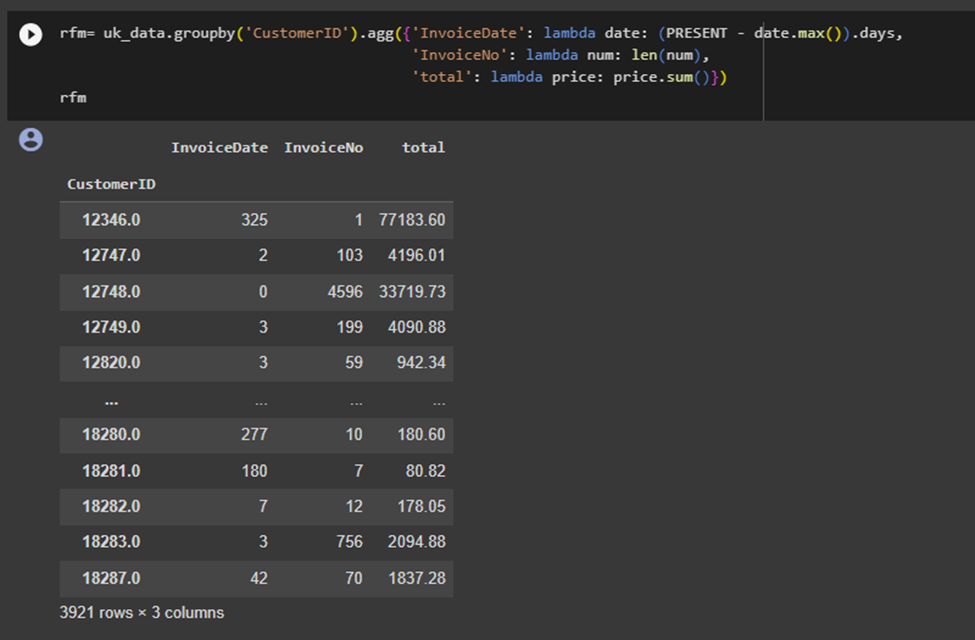 rfm= uk_data.groupby('CustomerID').agg({'InvoiceDate': lambda date: (PRESENT - date.max()).days,
'InvoiceNo': lambda num: len(num),
'total': lambda price: price.sum()})
rfm
InvoiceDate InvoiceNo total
CustomerID
12346.0 325 1 77183.60
12747.0 2 103 4196.01
12748.0 0 4596 33719.73
12749.0 3 199 4090.88
12820.0 3 59 942.34
... ... ... ...
18280.0 277 10 180.60
18281.0 180 7 80.82
18282.0 7 12 178.05
18283.0 3 756 2094.88
18287.0 42 70 1837.28
3921 rows × 3 columns